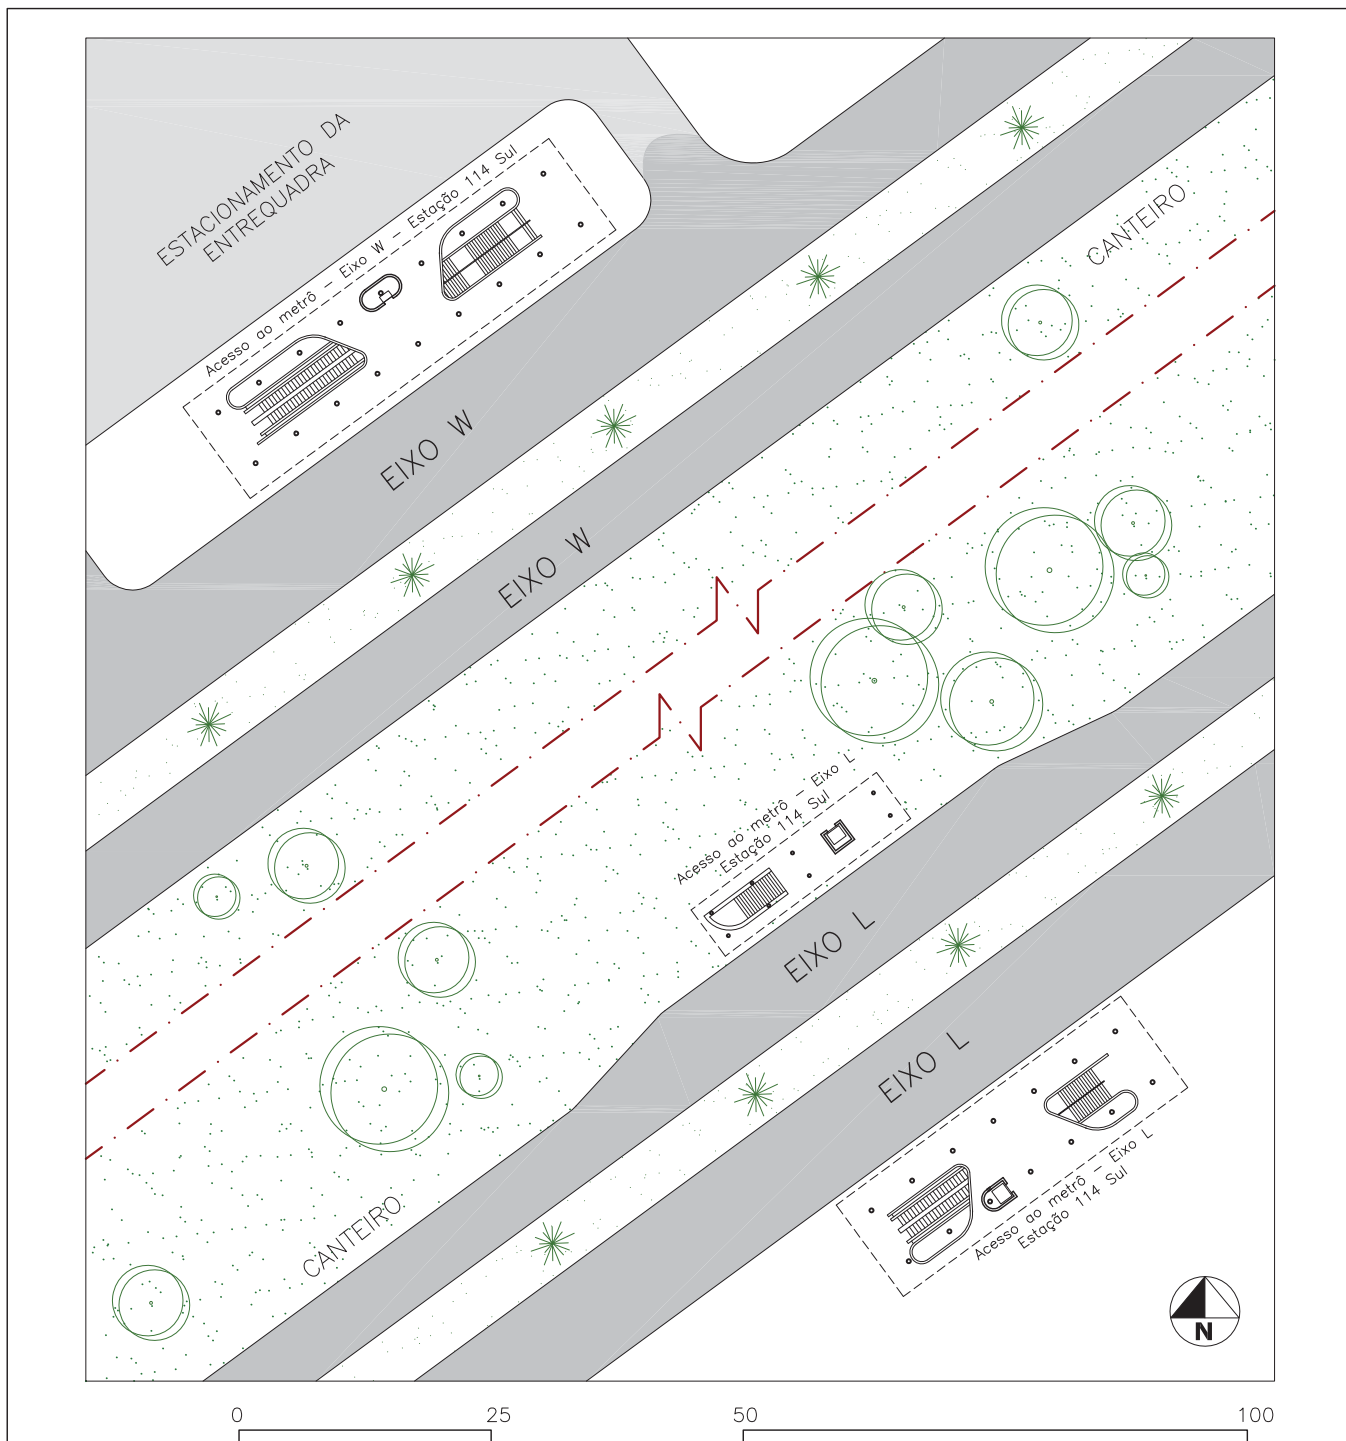 ESTACIONAMENTO DA
ENTREQUADRA
Acesso ao metrô - Eixo W - Estação 114 Sul
CANTEIRO
EIXO W
EIXO W
Acesso ao metrô - Eixo L
Estação 114 Sul
EIXO L
EIXO L
Acesso ao metrô - Eixo L
Estação 114 Sul
CANTEIRO
N
0 25 50 100